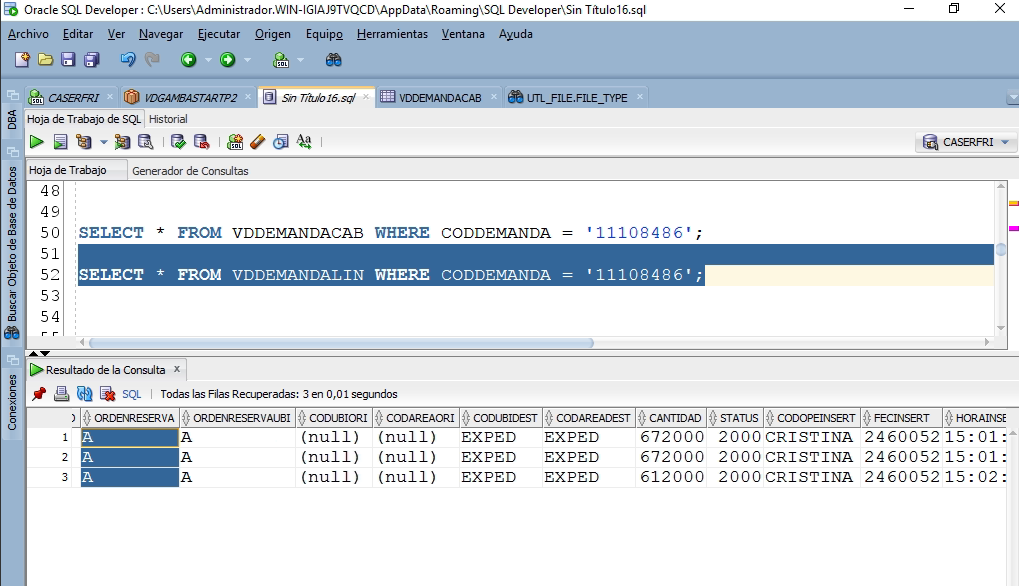 Oracle SQL Developer : C:\Users\Administrador.WIN-IGIAJ9TVQCD\AppData\Roaming\SQL Developer\Sin Título16.sql
Archivo Editar Ver Navegar Ejecutar Origen Equipo Herramientas Ventana Ayuda
CASERFRI VDGAMBASTARTP2 Sin Título16.sql VDDEMANDACAB UTL_FILE.FILE_TYPE
DBA
Buscar Objeto de Base de Datos
Conexiones
Hoja de Trabajo de SQL Historial
CASERFRI
Hoja de Trabajo Generador de Consultas
48
49
50 SELECT * FROM VDDEMANDACAB WHERE CODDEMANDA = '11108486';
51
52 SELECT * FROM VDDEMANDALIN WHERE CODDEMANDA = '11108486';
53
54
Resultado de la Consulta x
SQL | Todas las Filas Recuperadas: 3 en 0,01 segundos
ORDENRESERVA ORDENRESERVAUBI CODUBIORI CODAREAORI CODUBIDEST CODAREADEST CANTIDAD STATUS CODOPEINSERT FECINSERT HORAINSE
1 A A (null) (null) EXPED EXPED 672000 2000 CRISTINA 2460052 15:01:
2 A A (null) (null) EXPED EXPED 672000 2000 CRISTINA 2460052 15:01:
3 A A (null) (null) EXPED EXPED 612000 2000 CRISTINA 2460052 15:02: